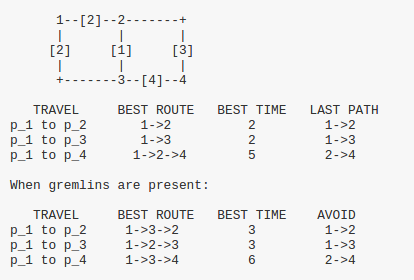 1--[2]--2-------+
|       |       |
[2]     [1]     [3]
|       |       |
+-------3--[4]--4
TRAVEL BEST ROUTE BEST TIME LAST PATH
p_1 to p_2 1->2 2 1->2
p_1 to p_3 1->3 2 1->3
p_1 to p_4 1->2->4 5 2->4
When gremlins are present:
TRAVEL BEST ROUTE BEST TIME AVOID
p_1 to p_2 1->3->2 3 1->2
p_1 to p_3 1->2->3 3 1->3
p_1 to p_4 1->3->4 6 2->4